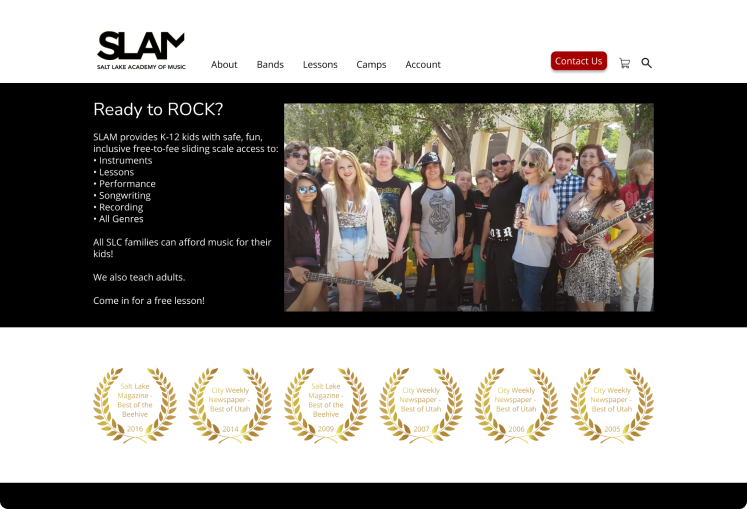 SLAM
SALT LAKE ACADEMY OF MUSIC
About Bands Lessons Camps Account
Contact Us
Ready to ROCK?
SLAM provides K-12 kids with safe, fun,
inclusive free-to-fee sliding scale access to:
• Instruments
• Lessons
• Performance
• Songwriting
• Recording
• All Genres
All SLC families can afford music for their
kids!
We also teach adults.
Come in for a free lesson!
Salt Lake
Magazine -
Best of the
Beehive
2016
City Weekly
Newspaper -
Best of Utah
2014
Salt Lake
Magazine -
Best of the
Beehive
2009
City Weekly
Newspaper -
Best of Utah
2007
City Weekly
Newspaper -
Best of Utah
2006
City Weekly
Newspaper -
Best of Utah
2005